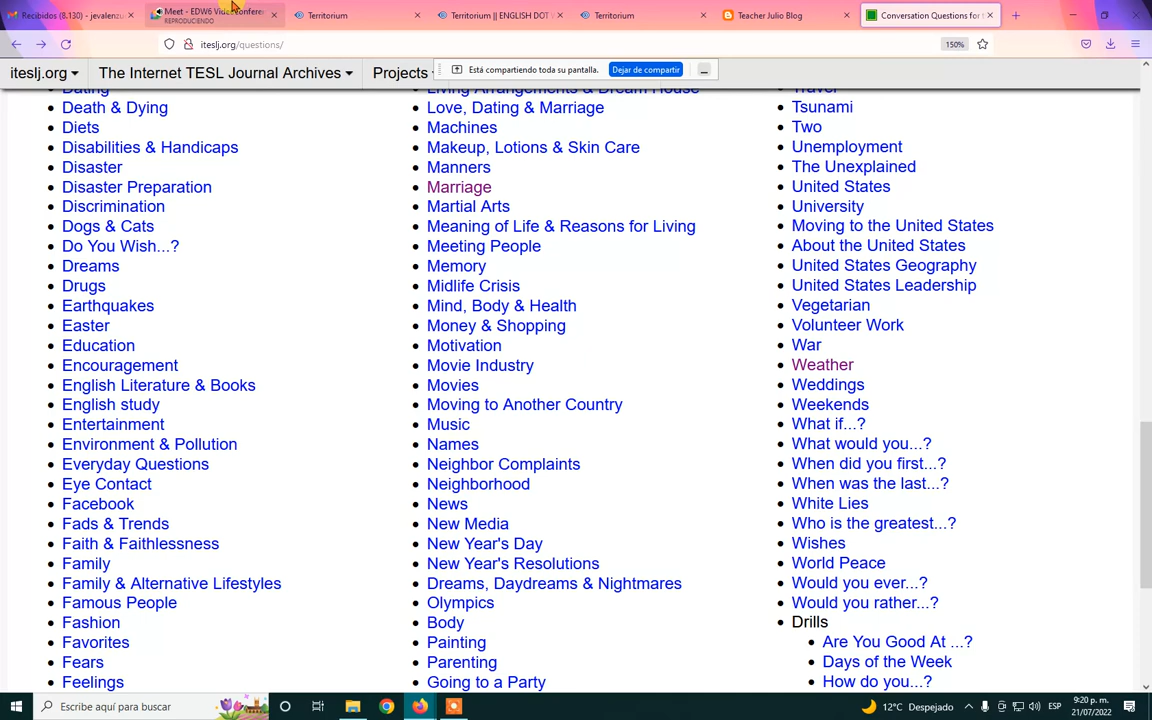 Recibidos (8,130) - jevalenzu
Meet - EDW6 Videoconfere
REPRODUCIENDO
Territorium
Territorium || ENGLISH DOT
Territorium
Teacher Julio Blog
Conversation Questions for
iteslj.org/questions/
150%
iteslj.org
The Internet TESL Journal Archives
Projects
Está compartiendo toda su pantalla.
Dejar de compartir
Dating
Death & Dying
Diets
Disabilities & Handicaps
Disaster
Disaster Preparation
Discrimination
Dogs & Cats
Do You Wish...?
Dreams
Drugs
Earthquakes
Easter
Education
Encouragement
English Literature & Books
English study
Entertainment
Environment & Pollution
Everyday Questions
Eye Contact
Facebook
Fads & Trends
Faith & Faithlessness
Family
Family & Alternative Lifestyles
Famous People
Fashion
Favorites
Fears
Feelings
Living Arrangements & Dream House
Love, Dating & Marriage
Machines
Makeup, Lotions & Skin Care
Manners
Marriage
Martial Arts
Meaning of Life & Reasons for Living
Meeting People
Memory
Midlife Crisis
Mind, Body & Health
Money & Shopping
Motivation
Movie Industry
Movies
Moving to Another Country
Music
Names
Neighbor Complaints
Neighborhood
News
New Media
New Year's Day
New Year's Resolutions
Dreams, Daydreams & Nightmares
Olympics
Body
Painting
Parenting
Going to a Party
Travel
Tsunami
Two
Unemployment
The Unexplained
United States
University
Moving to the United States
About the United States
United States Geography
United States Leadership
Vegetarian
Volunteer Work
War
Weather
Weddings
Weekends
What if...?
What would you...?
When did you first...?
When was the last...?
White Lies
Who is the greatest...?
Wishes
World Peace
Would you ever...?
Would you rather...?
Drills
Are You Good At ...?
Days of the Week
How do you...?
Escribe aquí para buscar
12°C Despejado
ESP
9:20 p. m.
21/07/2022